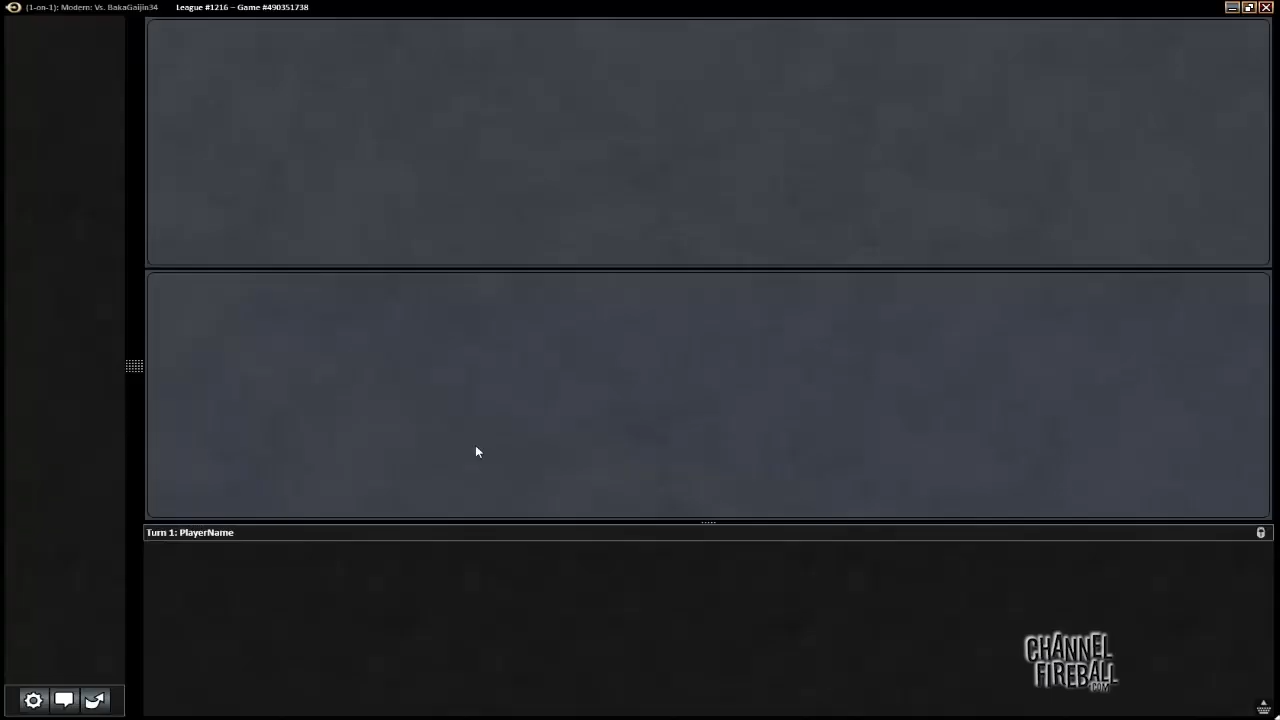 (1-on-1): Modern: Vs. BakaGaijin34 League #1216 – Game #490351738
Turn 1: PlayerName
CHANNEL
FIREBALL
.COM